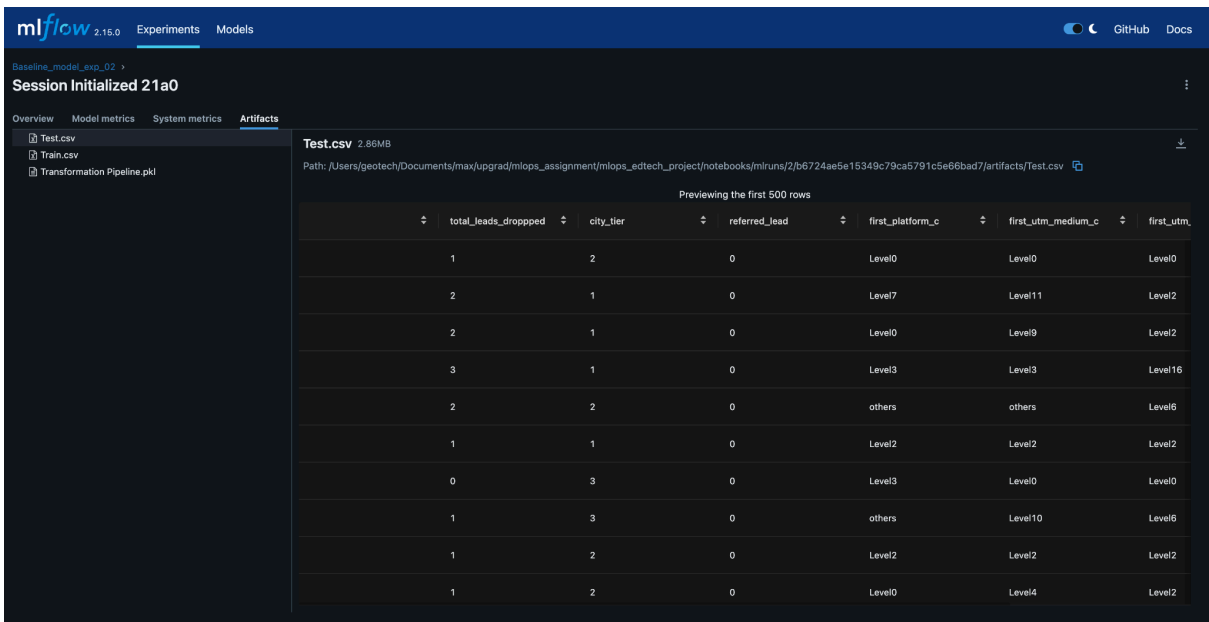 mlflow 2.15.0 Experiments Models GitHub Docs
Baseline_model_exp_02 ›
Session Initialized 21a0
Overview Model metrics System metrics Artifacts
Test.csv
Train.csv
Transformation Pipeline.pkl
Test.csv 2.86MB
Path: /Users/geotech/Documents/max/upgrad/mlops_assignment/mlops_edtech_project/notebooks/mlruns/2/b6724ae5e15349c79ca5791c5e66bad7/artifacts/Test.csv
Previewing the first 500 rows
total_leads_droppped city_tier referred_lead first_platform_c first_utm_medium_c first_utm_
1 2 0 Level0 Level0 Level0
2 1 0 Level7 Level11 Level2
2 1 0 Level0 Level9 Level2
3 1 0 Level3 Level3 Level16
2 2 0 others others Level6
1 1 0 Level2 Level2 Level2
0 3 0 Level3 Level0 Level0
1 3 0 others Level10 Level6
1 2 0 Level2 Level2 Level2
1 2 0 Level0 Level4 Level2